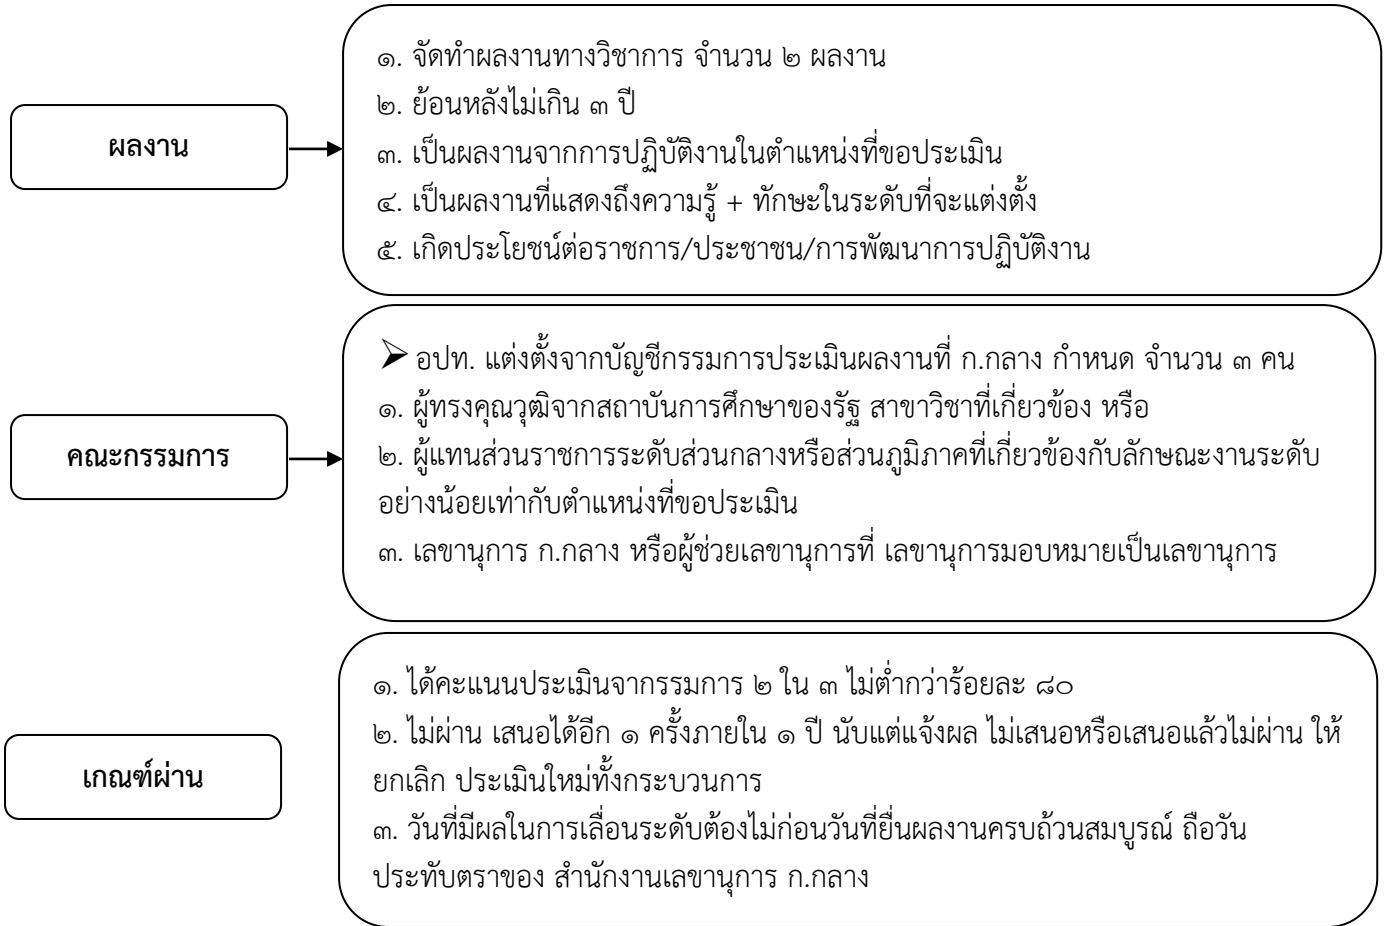 ผลงาน
๑. จัดทำผลงานทางวิชาการ จำนวน ๒ ผลงาน
๒. ย้อนหลังไม่เกิน ๓ ปี
๓. เป็นผลงานจากการปฏิบัติงานในตำแหน่งที่ขอประเมิน
๔. เป็นผลงานที่แสดงถึงความรู้ + ทักษะในระดับที่จะแต่งตั้ง
๕. เกิดประโยชน์ต่อราชการ/ประชาชน/การพัฒนาการปฏิบัติงาน
คณะกรรมการ
➢ อปท. แต่งตั้งจากบัญชีกรรมการประเมินผลงานที่ ก.กลาง กำหนด จำนวน ๓ คน
๑. ผู้ทรงคุณวุฒิจากสถาบันการศึกษาของรัฐ สาขาวิชาที่เกี่ยวข้อง หรือ
๒. ผู้แทนส่วนราชการระดับส่วนกลางหรือส่วนภูมิภาคที่เกี่ยวข้องกับลักษณะงานระดับ
อย่างน้อยเท่ากับตำแหน่งที่ขอประเมิน
๓. เลขานุการ ก.กลาง หรือผู้ช่วยเลขานุการที่ เลขานุการมอบหมายเป็นเลขานุการ
เกณฑ์ผ่าน
๑. ได้คะแนนประเมินจากรรมการ ๒ ใน ๓ ไม่ต่ำกว่าร้อยละ ๘๐
๒. ไม่ผ่าน เสนอได้อีก ๑ ครั้งภายใน ๑ ปี นับแต่แจ้งผล ไม่เสนอหรือเสนอแล้วไม่ผ่าน ให้
ยกเลิก ประเมินใหม่ทั้งกระบวนการ
๓. วันที่มีผลในการเลื่อนระดับต้องไม่ก่อนวันที่ยื่นผลงานครบถ้วนสมบูรณ์ ถือวัน
ประทับตราของ สำนักงานเลขานุการ ก.กลาง